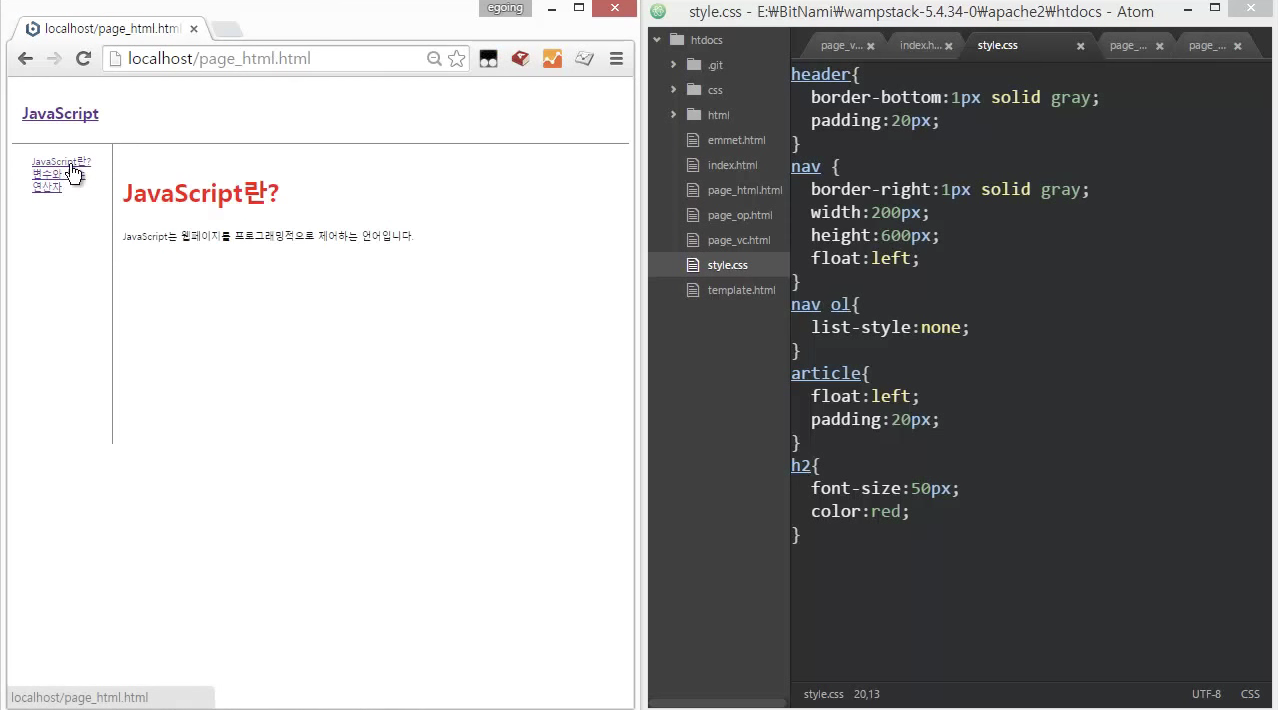 egoing
localhost/page_html.html
localhost/page_html.html
JavaScript
JavaScript란?
변수와
연산자
JavaScript란?
JavaScript는 웹페이지를 프로그래밍적으로 제어하는 언어입니다.
localhost/page_html.html
style.css - E:₩BitNami₩wampstack-5.4.34-0₩apache2₩htdocs - Atom
htdocs
.git
css
html
emmet.html
index.html
page_html.html
page_op.html
page_vc.html
style.css
template.html
page_v... index.h... style.css page_... page_...
header{
border-bottom:1px solid gray;
padding:20px;
}
nav {
border-right:1px solid gray;
width:200px;
height:600px;
float:left;
}
nav ol{
list-style:none;
}
article{
float:left;
padding:20px;
}
h2{
font-size:50px;
color:red;
}
style.css 20,13 UTF-8 CSS